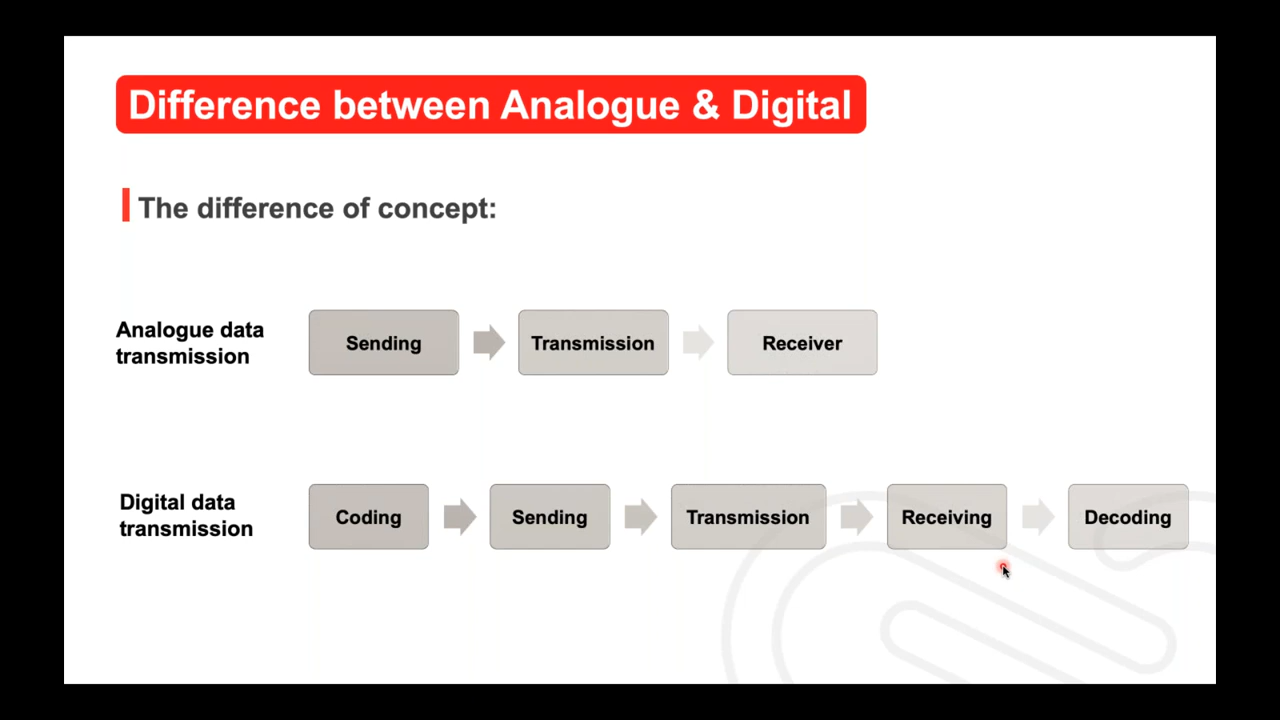 Difference between Analogue & Digital
The difference of concept:
Analogue data
transmission
Sending
Transmission
Receiver
Digital data
transmission
Coding
Sending
Transmission
Receiving
Decoding